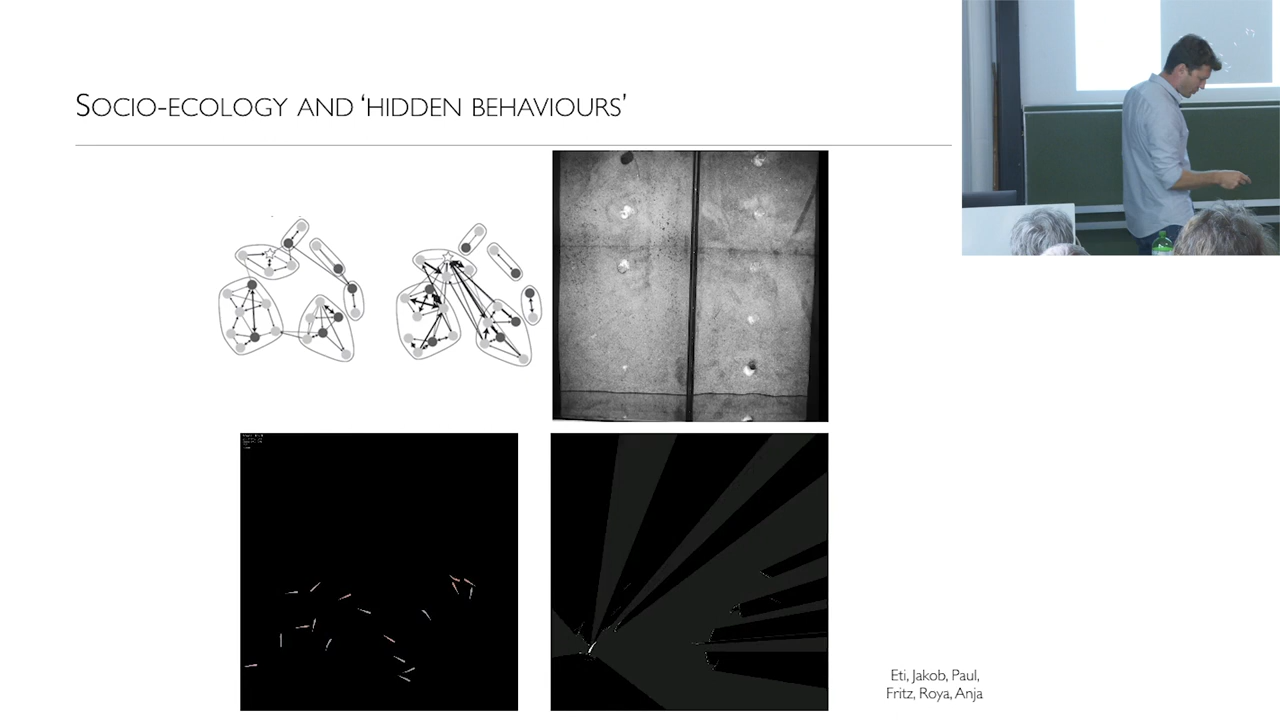 SOCIO-ECOLOGY AND ‘HIDDEN BEHAVIOURS’
Eti, Jakob, Paul,
Fritz, Roya, Anja